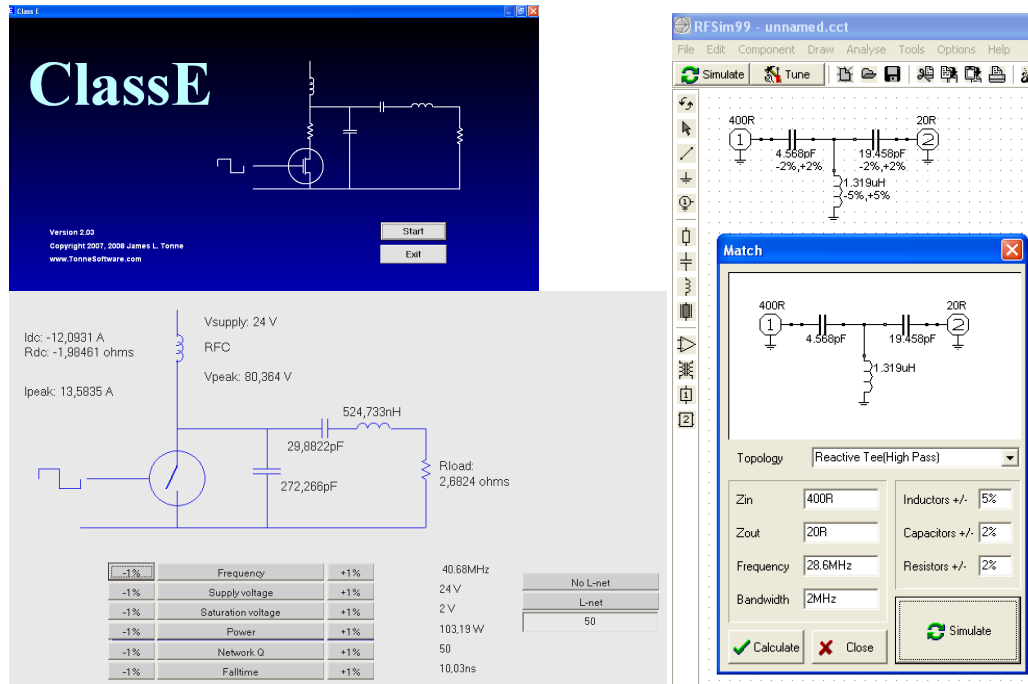 Class E
ClassE
Version 2.03
Copyright 2007, 2008 James L. Tonne
www.TonneSoftware.com
Start
Exit
Idc: -12,0931 A
Rdc: -1,98461 ohms
Ipeak: 13,5835 A
Vsupply: 24 V
RFC
Vpeak: 80,364 V
524,733nH
29,8822pF
272,266pF
Rload:
2,6824 ohms
-1% Frequency +1% 40.68MHz
-1% Supply voltage +1% 24 V
-1% Saturation voltage +1% 2 V
-1% Power +1% 103,19 W
-1% Network Q +1% 50
-1% Falltime +1% 10,03ns
No L-net
L-net
50
RFSim99 - unnamed.cct
File Edit Component Draw Analyse Tools Options Help
Simulate Tune
400R 20R
1 2
4.568pF 19.458pF
-2%,+2% -2%,+2%
1.319uH
-5%,+5%
1
1
2
Match
400R 20R
1 2
4.568pF 19.458pF
1.319uH
Topology Reactive Tee(High Pass)
Zin 400R Inductors +/- 5%
Zout 20R Capacitors +/- 2%
Frequency 28.6MHz Resistors +/- 2%
Bandwidth 2MHz
Calculate Close Simulate